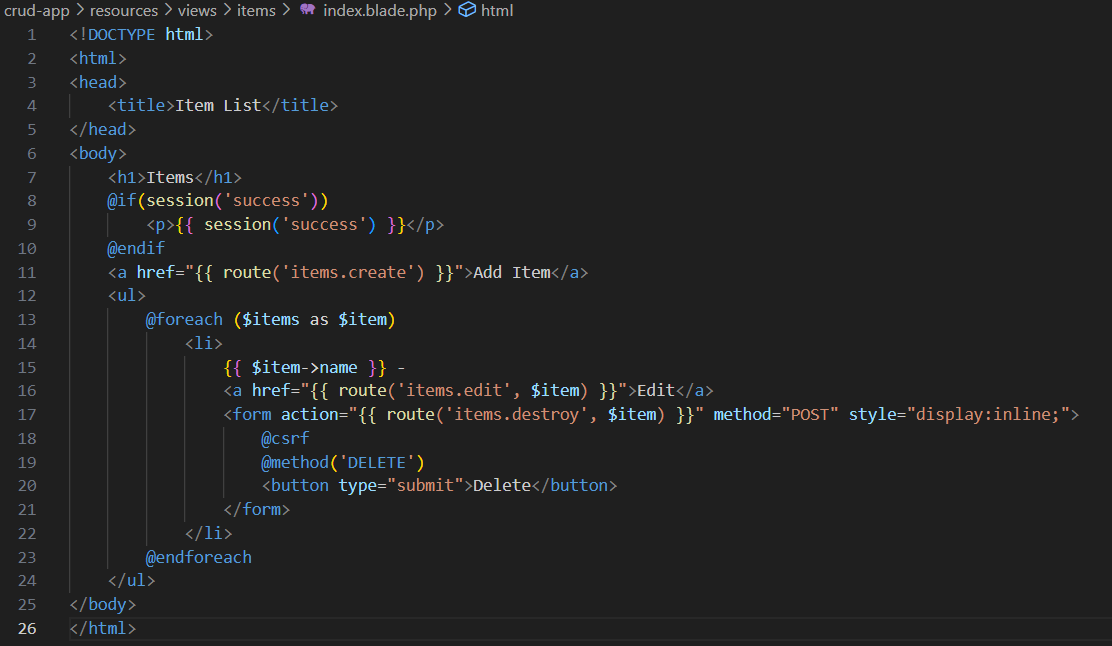 crud-app > resources > views > items > index.blade.php > html
1 <!DOCTYPE html>
2 <html>
3 <head>
4     <title>Item List</title>
5 </head>
6 <body>
7     <h1>Items</h1>
8     @if(session('success'))
9         <p>{{ session('success') }}</p>
10     @endif
11     <a href="{{ route('items.create') }}">Add Item</a>
12     <ul>
13         @foreach ($items as $item)
14             <li>
15                 {{ $item->name }} -
16                 <a href="{{ route('items.edit', $item) }}">Edit</a>
17                 <form action="{{ route('items.destroy', $item) }}" method="POST" style="display:inline;">
18                     @csrf
19                     @method('DELETE')
20                     <button type="submit">Delete</button>
21                 </form>
22             </li>
23         @endforeach
24     </ul>
25 </body>
26 </html>